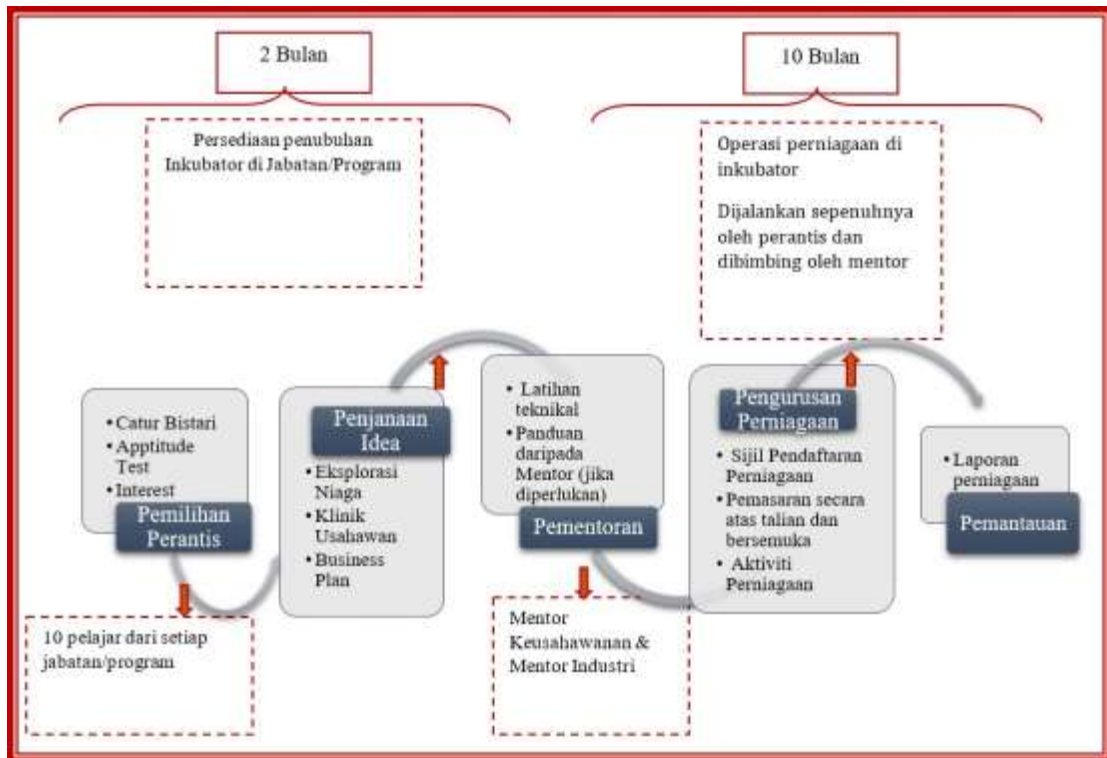 2 Bulan
10 Bulan
Persediaan penubuhan
Inkubator di Jabatan/Program
Operasi perniagaan di
inkubator
Dijalankan sepenuhnya
oleh perantis dan
dibimbing oleh mentor
• Catur Bistari
• Apptitude
Test
• Interest
Pemilihan
Perantis
Penjanaan
Idea
• Eksplorasi
Niaga
• Klinik
Usahawan
• Business
Plan
• Latihan
teknikal
• Panduan
daripada
Mentor (jika
diperlukan)
Pementoran
Pengurusan
Perniagaan
• Sijil Pendaftaran
Perniagaan
• Pemasaran secara
atas talian dan
bersemuka
• Aktiviti
Perniagaan
• Laporan
perniagaan
Pemantauan
10 pelajar dari setiap
jabatan/program
Mentor
Keusahawanan &
Mentor Industri